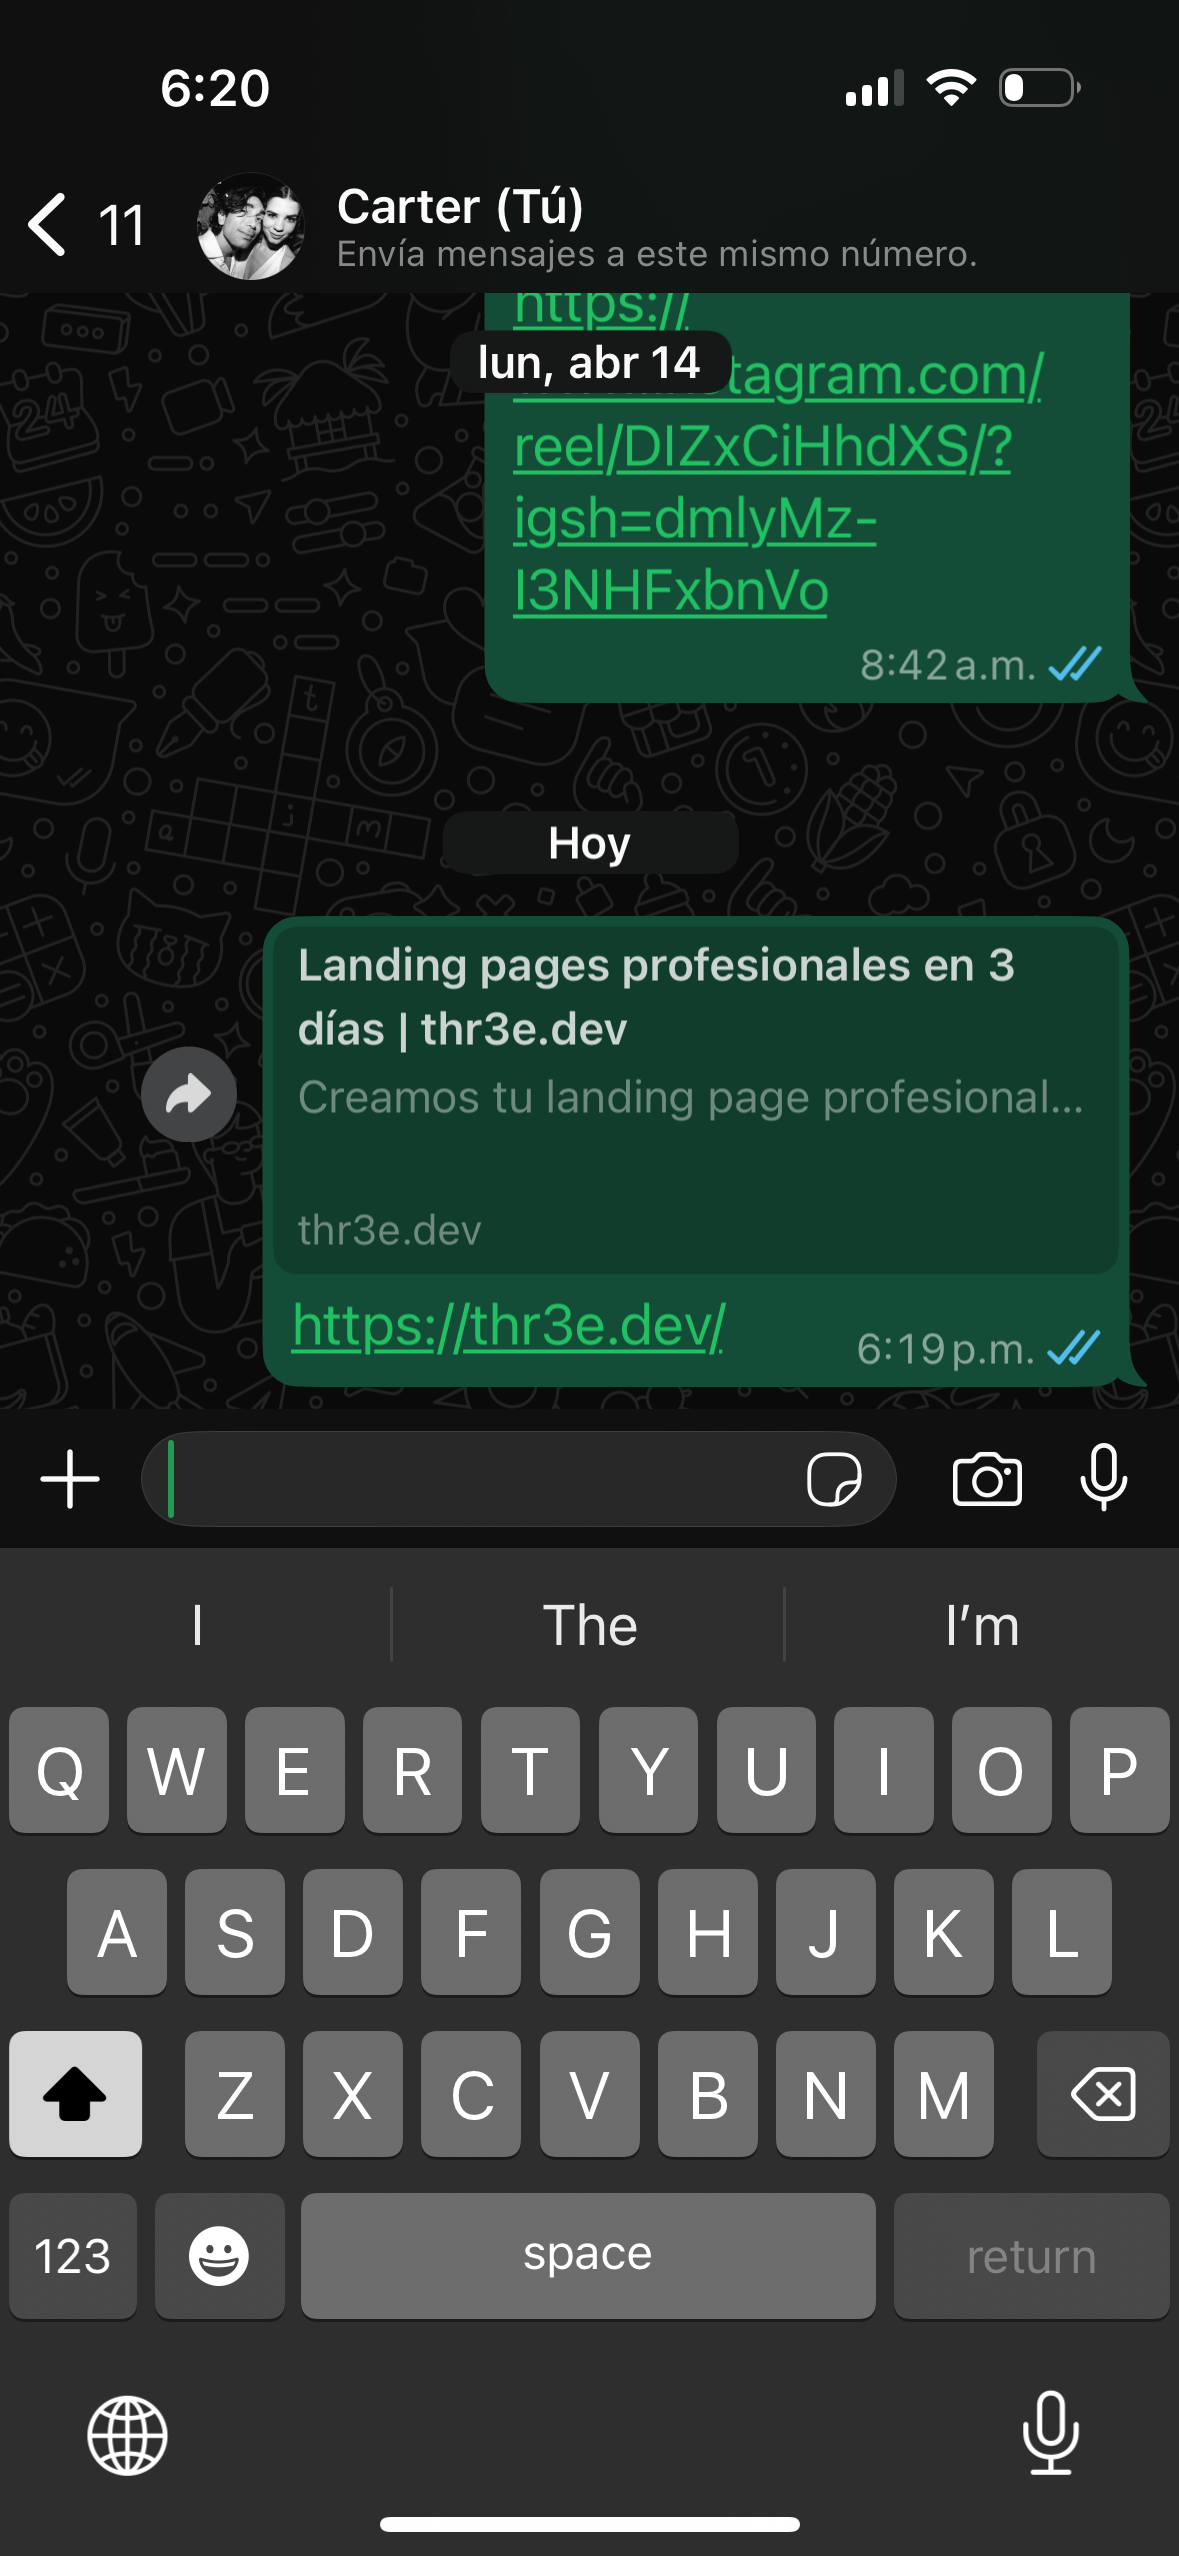 6:20
11
Carter (Tú)
Envía mensajes a este mismo número.
https://
lun, abr 14
tagram.com/
reel/DIZxCiHhdXS/?
igsh=dmlyMz-
I3NHFxbnVo
8:42 a.m.
Hoy
Landing pages profesionales en 3
días | thr3e.dev
Creamos tu landing page profesional...
thr3e.dev
https://thr3e.dev/
6:19 p.m.
I The I'm
Q W E R T Y U I O P
A S D F G H J K L
Z X C V B N M
123 space return